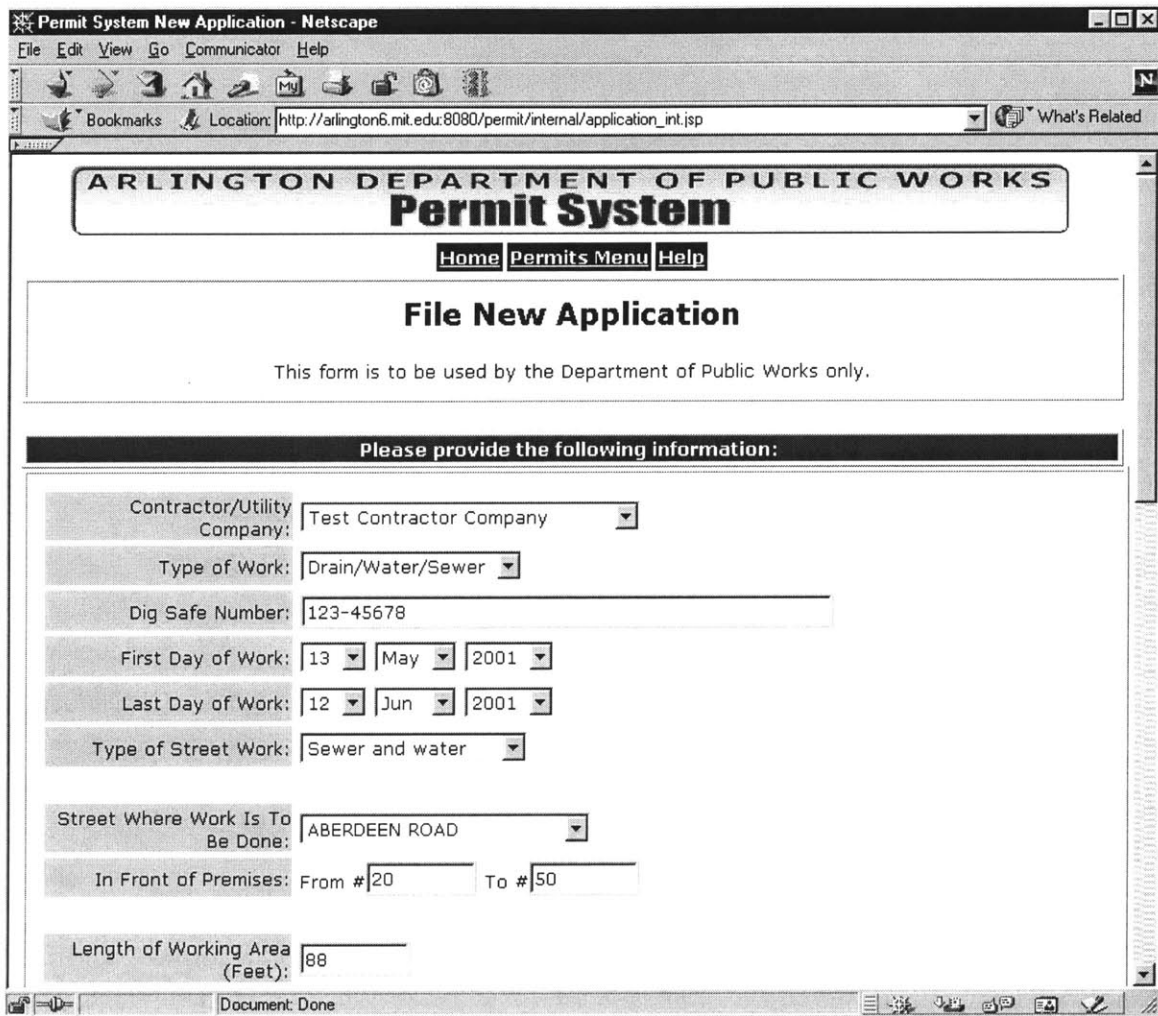 Permit System New Application - Netscape
File Edit View Go Communicator Help
My
N
Bookmarks Location: http://arlington6.mit.edu:8080/permit/internal/application_int.jsp What's Related
ARLINGTON DEPARTMENT OF PUBLIC WORKS
Permit System
Home Permits Menu Help
File New Application
This form is to be used by the Department of Public Works only.
Please provide the following information:
Contractor/Utility
Company: Test Contractor Company
Type of Work: Drain/Water/Sewer
Dig Safe Number: 123-45678
First Day of Work: 13 May 2001
Last Day of Work: 12 Jun 2001
Type of Street Work: Sewer and water
Street Where Work Is To
Be Done: ABERDEEN ROAD
In Front of Premises: From # 20 To # 50
Length of Working Area
(Feet): 88
Document: Done